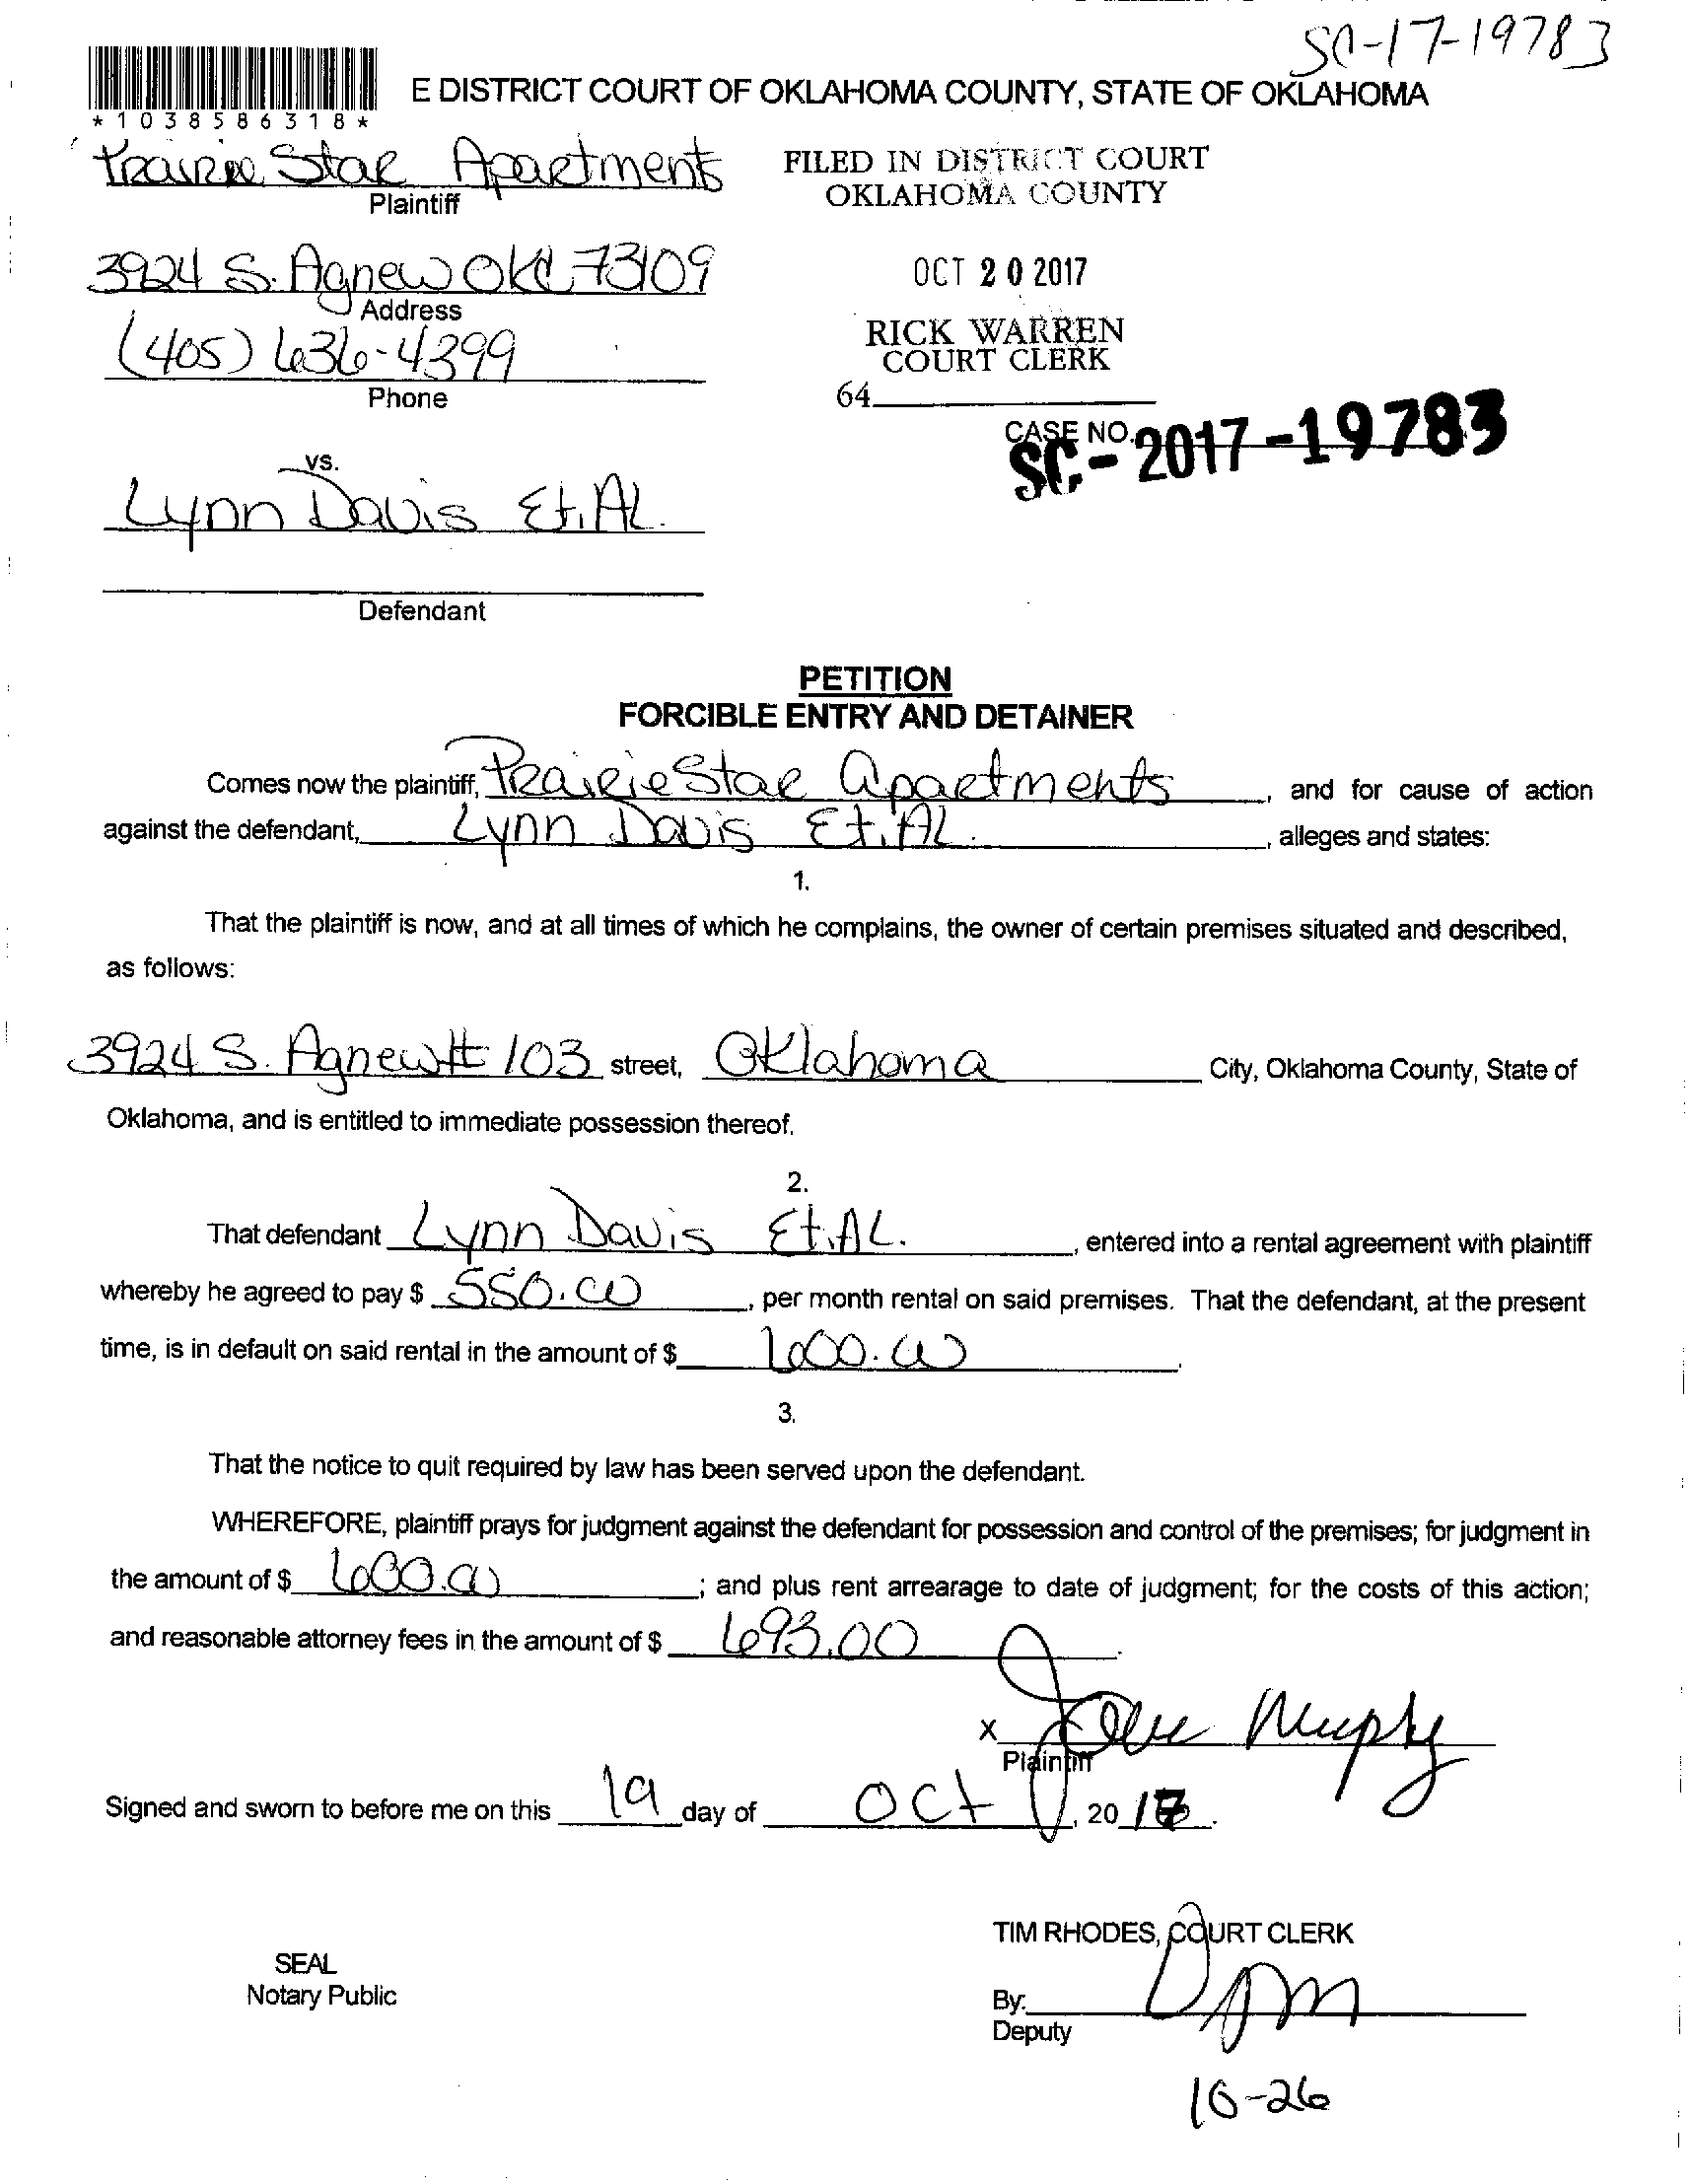 SC-17-19783
E DISTRICT COURT OF OKLAHOMA COUNTY, STATE OF OKLAHOMA
*1038586318*
Prairie Star Apartments
Plaintiff
FILED IN DISTRICT COURT
OKLAHOMA COUNTY
3924 S. Agnew OKC 73109
Address
OCT 20 2017
(405) 636-4399
Phone
RICK WARREN
COURT CLERK
64
CASE NO.
SC-2017-19783
vs.
Lynn Davis Et. AL.
Defendant
PETITION
FORCIBLE ENTRY AND DETAINER
Comes now the plaintiff, Prairie Star Apartments, and for cause of action
against the defendant, Lynn Davis Et. AL., alleges and states:
1.
That the plaintiff is now, and at all times of which he complains, the owner of certain premises situated and described,
as follows:
3924 S. Agnew # 103 street, Oklahoma City, Oklahoma County, State of
Oklahoma, and is entitled to immediate possession thereof.
2.
That defendant Lynn Davis Et. AL., entered into a rental agreement with plaintiff
whereby he agreed to pay $ 550.00, per month rental on said premises. That the defendant, at the present
time, is in default on said rental in the amount of $ 600.00.
3.
That the notice to quit required by law has been served upon the defendant.
WHEREFORE, plaintiff prays for judgment against the defendant for possession and control of the premises; for judgment in
the amount of $ 600.00; and plus rent arrearage to date of judgment; for the costs of this action;
and reasonable attorney fees in the amount of $ 693.00.
X Murphy
Plaintiff
Signed and sworn to before me on this 19 day of Oct, 20 17.
TIM RHODES, COURT CLERK
SEAL
Notary Public
By:
Deputy
10-26